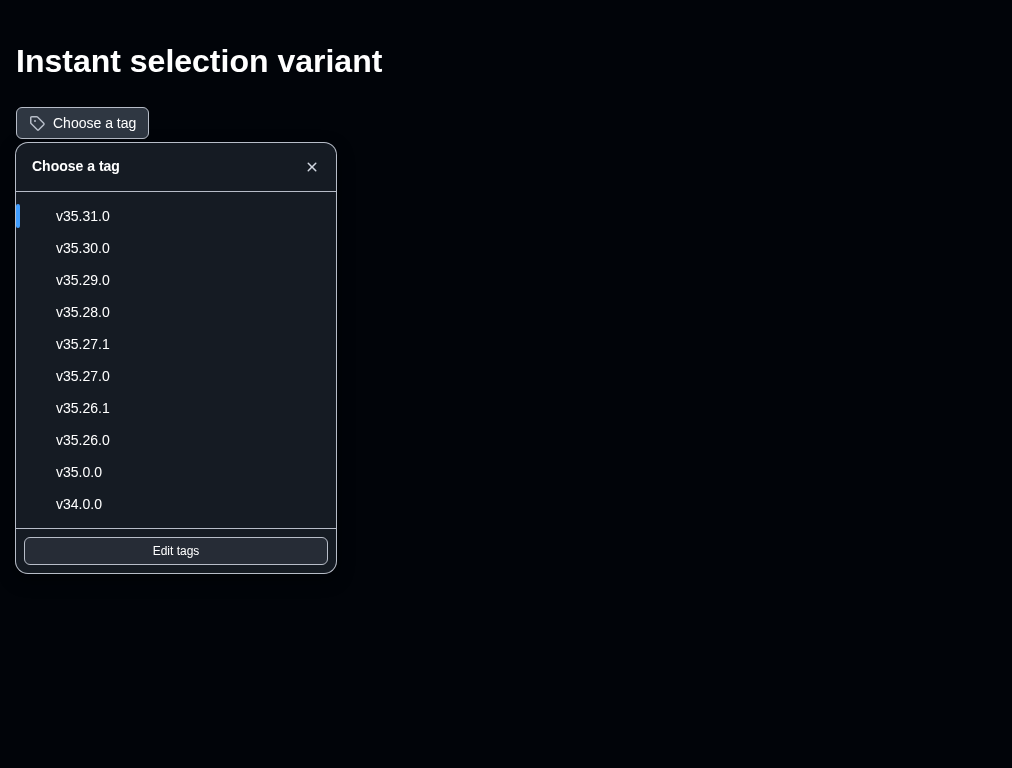 Instant selection variant
Choose a tag
Choose a tag
v35.31.0
v35.30.0
v35.29.0
v35.28.0
v35.27.1
v35.27.0
v35.26.1
v35.26.0
v35.0.0
v34.0.0
Edit tags